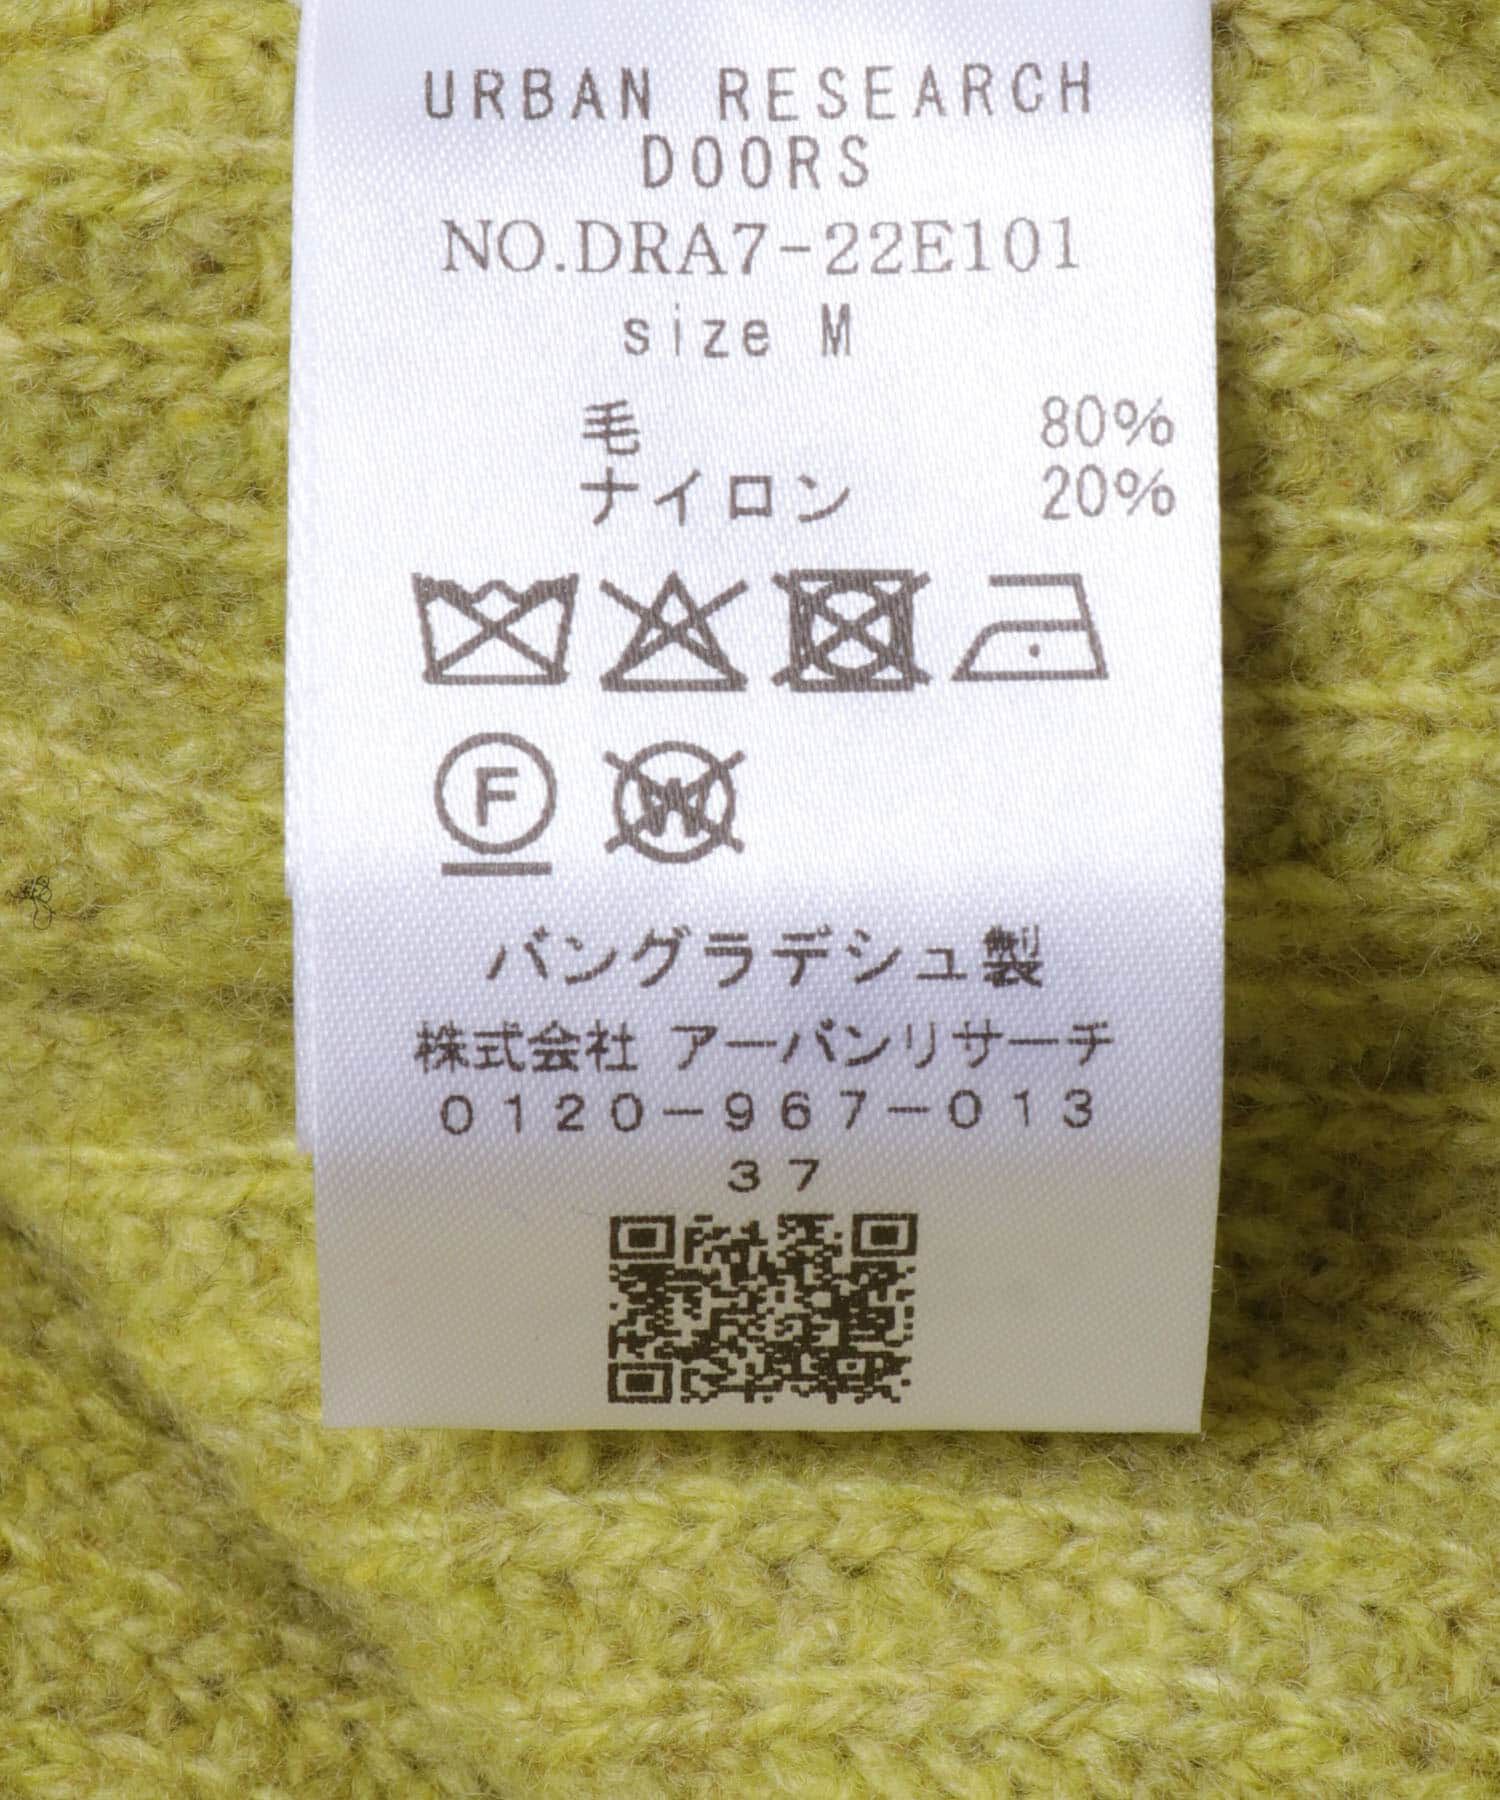 URBAN RESEARCH
DOORS
NO.DRA7-22E101
size M
毛 80%
ナイロン 20%
F W
バングラデシュ製
株式会社 アーバンリサーチ
0120-967-013
37